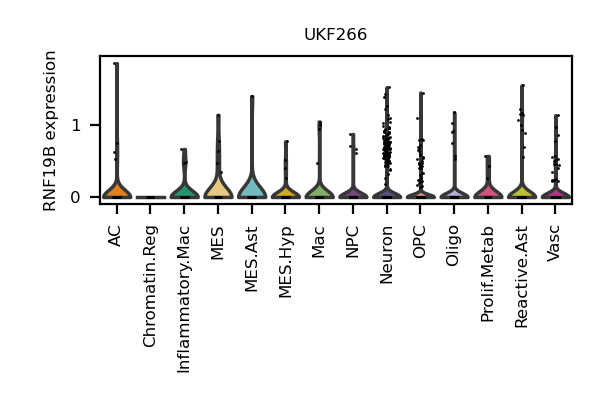 UKF266
RNF19B expression
1
0
AC
Chromatin.Reg
Inflammatory.Mac
MES
MES.Ast
MES.Hyp
Mac
NPC
Neuron
OPC
Oligo
Prolif.Metab
Reactive.Ast
Vasc